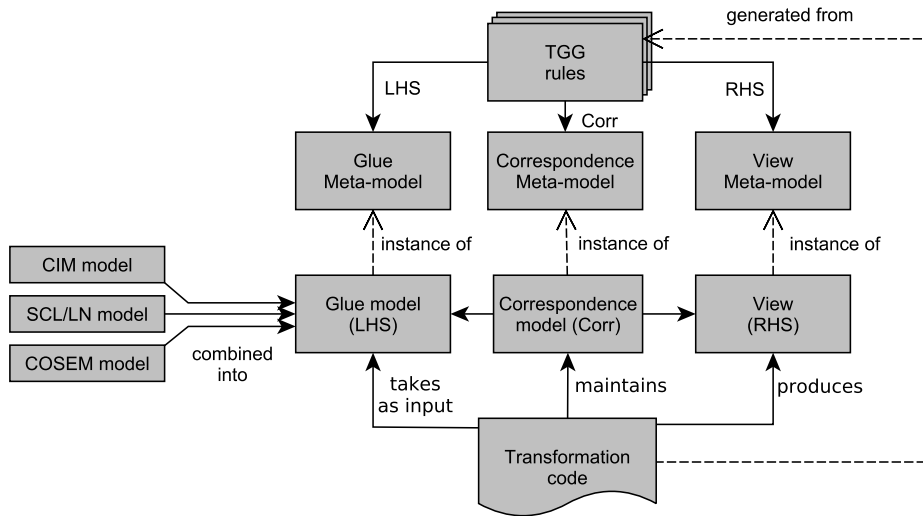 generated from
TGG
rules
LHS
RHS
Corr
Glue
Meta-model
Correspondence
Meta-model
View
Meta-model
instance of
instance of
instance of
CIM model
SCL/LN model
COSEM model
combined
into
Glue model
(LHS)
Correspondence
model (Corr)
View
(RHS)
takes
as input
maintains
produces
Transformation
code